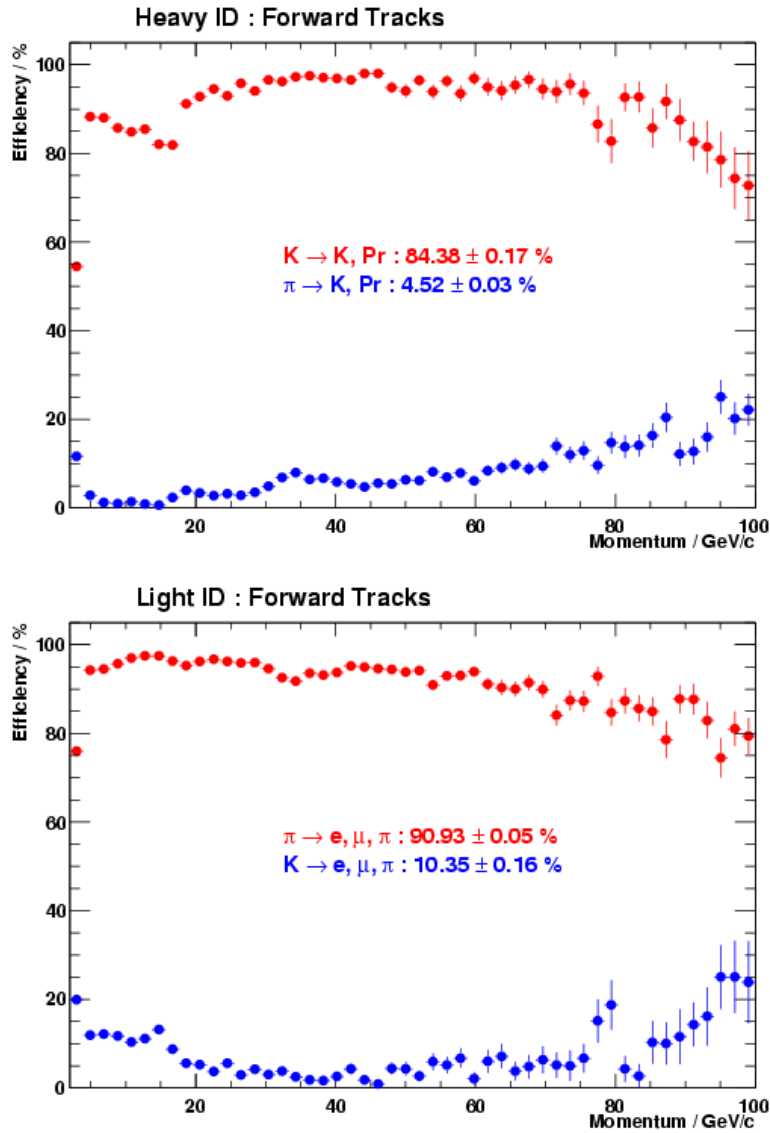 Heavy ID : Forward Tracks
Efficiency / %
100
80
60
40
20
0
K → K, Pr : 84.38 ± 0.17 %
π → K, Pr : 4.52 ± 0.03 %
20 40 60 80 100
Momentum / GeV/c
Light ID : Forward Tracks
Efficiency / %
100
80
60
40
20
0
π → e, μ, π : 90.93 ± 0.05 %
K → e, μ, π : 10.35 ± 0.16 %
20 40 60 80 100
Momentum / GeV/c